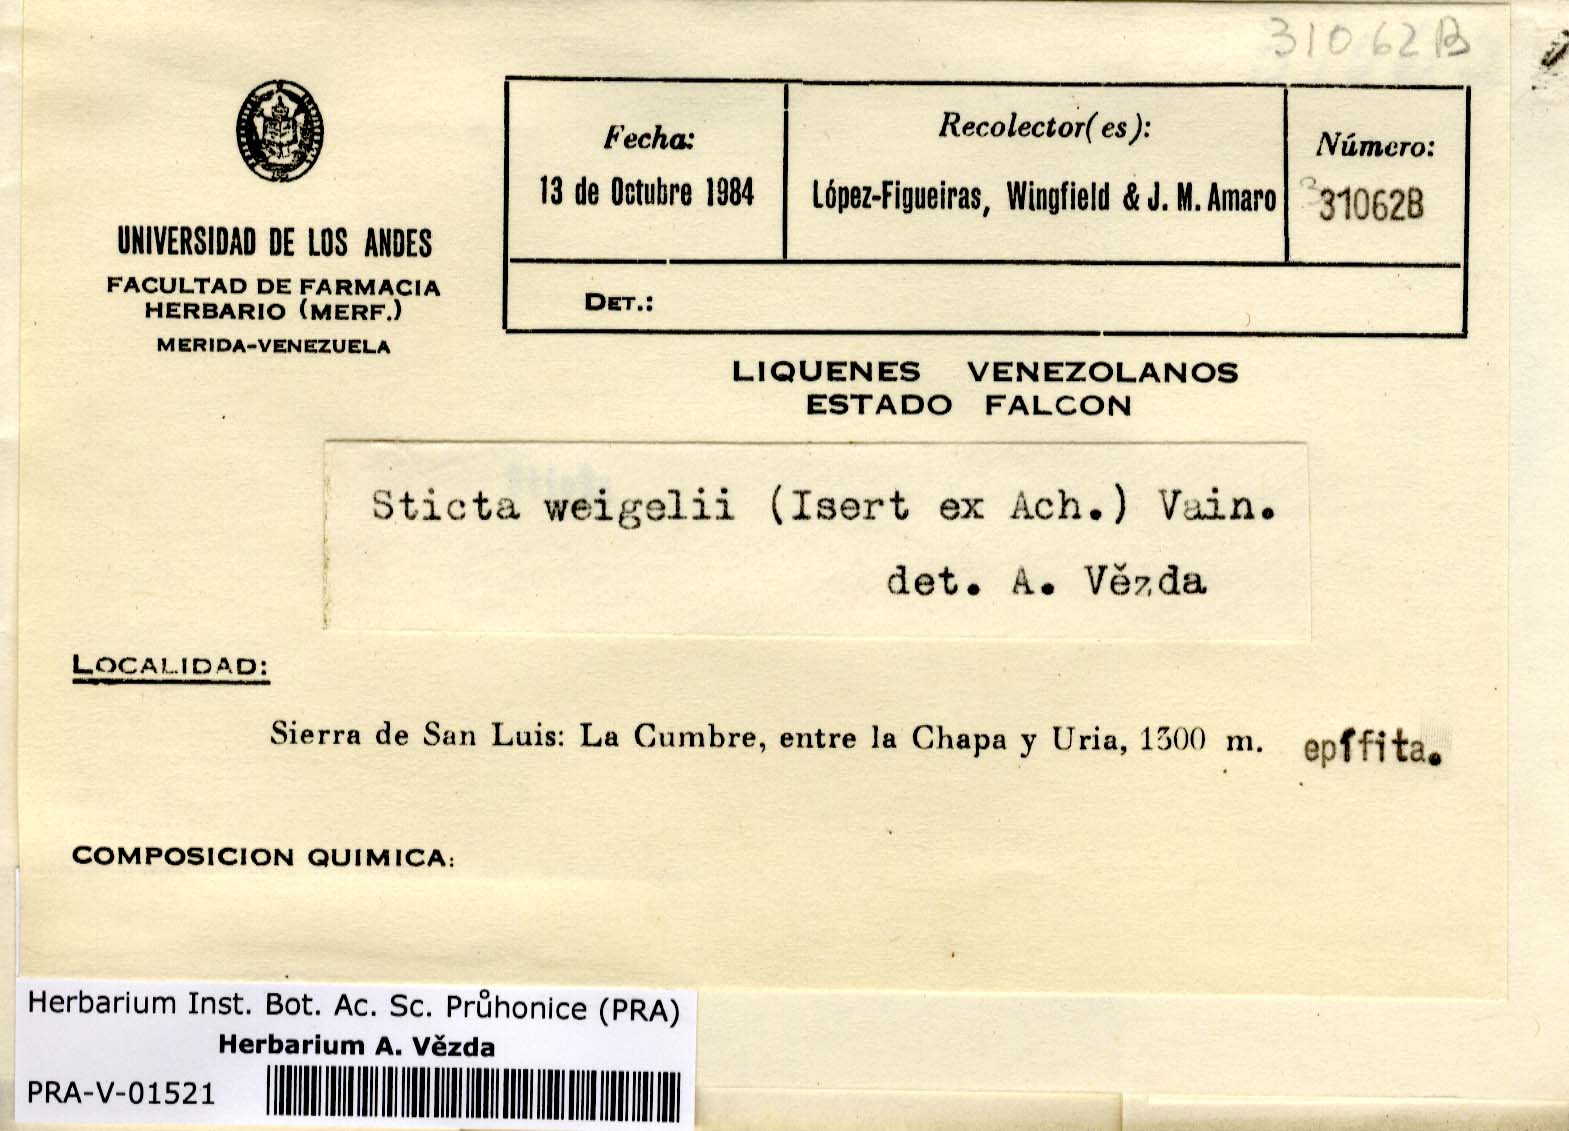 31062B
UNIVERSIDAD DE LOS ANDES
FACULTAD DE FARMACIA
HERBARIO (MERF.)
MERIDA-VENEZUELA
Fecha:
13 de Octubre 1984
Recolector(es):
López-Figueiras, Wingfield & J. M. Amaro
Número:
31062B
DET.:
LIQUENES VENEZOLANOS
ESTADO FALCON
Sticta weigelii (Isert ex Ach.) Vain.
det. A. Vězda
LOCALIDAD:
Sierra de San Luis: La Cumbre, entre la Chapa y Uria, 1300 m. epífita.
COMPOSICION QUIMICA:
Herbarium Inst. Bot. Ac. Sc. Průhonice (PRA)
Herbarium A. Vězda
PRA-V-01521